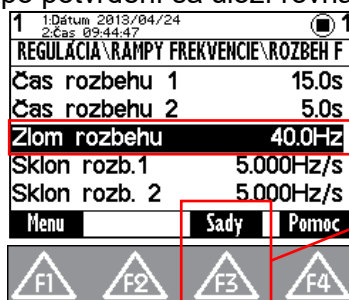 po potvrdení sa uloží rovna
1 1:Dátum 2013/04/24 1
2:Čas 09:44:47
REGULÁCIA\RAMPY FREKVENCIE\ROZBEH F
Čas rozbehu 1 15.0s
Čas rozbehu 2 5.0s
Zlom rozbehu 40.0Hz
Sklon rozb.1 5.000Hz/s
Sklon rozb. 2 5.000Hz/s
Menu Sady Pomoc
F1 F2 F3 F4